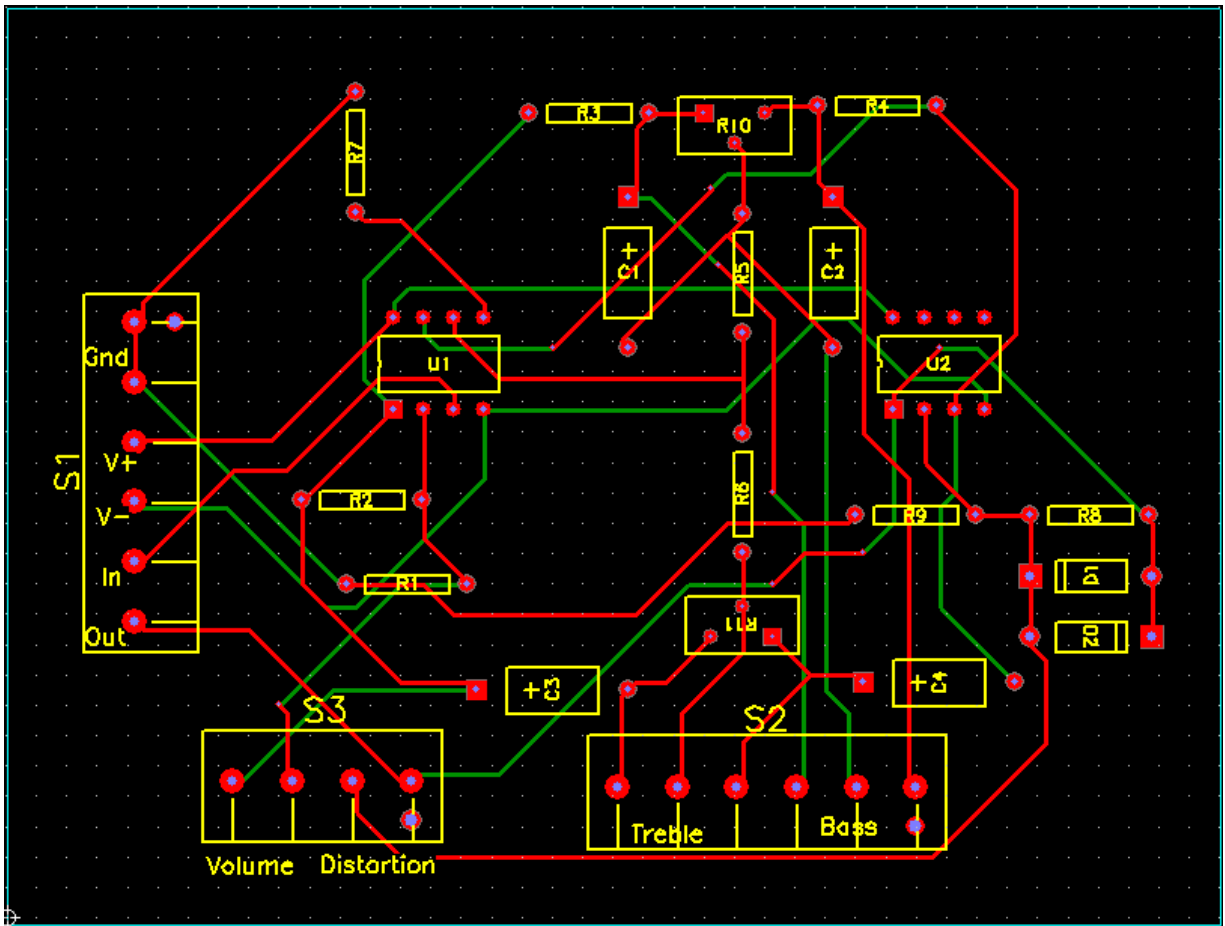 R3
R10
R4
R7
+
C1
R5
+
C2
Gnd
U1
U2
S1
V+
R2
R6
V-
R9
R8
In
R1
D1
Out
R11
D2
+C3
+C4
S3
S2
Treble
Bass
Volume
Distortion